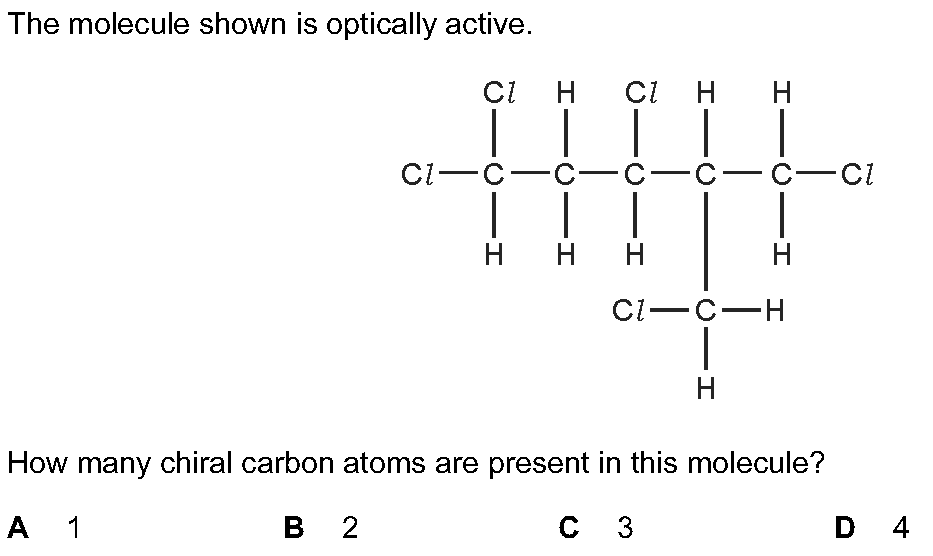 The molecule shown is optically active.
Cl H Cl H H
Cl C C C C C Cl
H H H H
Cl C H
H
How many chiral carbon atoms are present in this molecule?
A 1 B 2 C 3 D 4